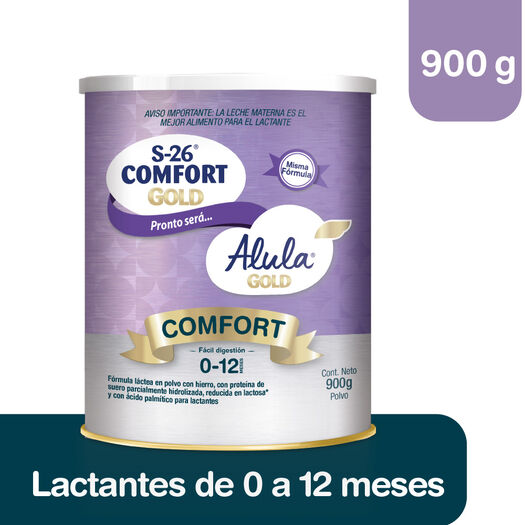 900 g
AVISO IMPORTANTE: LA LECHE MATERNA ES EL
MEJOR ALIMENTO PARA EL LACTANTE
S-26®
COMFORT
GOLD
Misma
Fórmula
Pronto será...
Alula®
GOLD
COMFORT
Fácil digestión
0-12 MESES
Fórmula láctea en polvo con hierro, con proteína de
suero parcialmente hidrolizada, reducida en lactosa*
y con ácido palmítico para lactantes
Cont. Neto
900g
Polvo
Lactantes de 0 a 12 meses